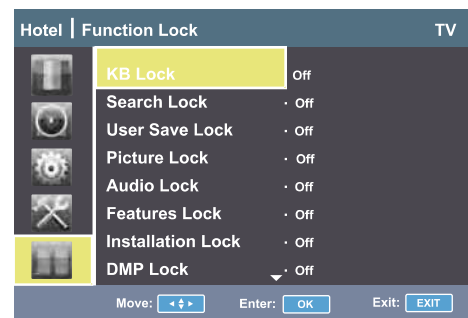 Hotel | Function Lock TV
KB Lock Off
Search Lock · Off
User Save Lock · Off
Picture Lock · Off
Audio Lock · Off
Features Lock · Off
Installation Lock · Off
DMP Lock · Off
Move: Enter: OK Exit: EXIT